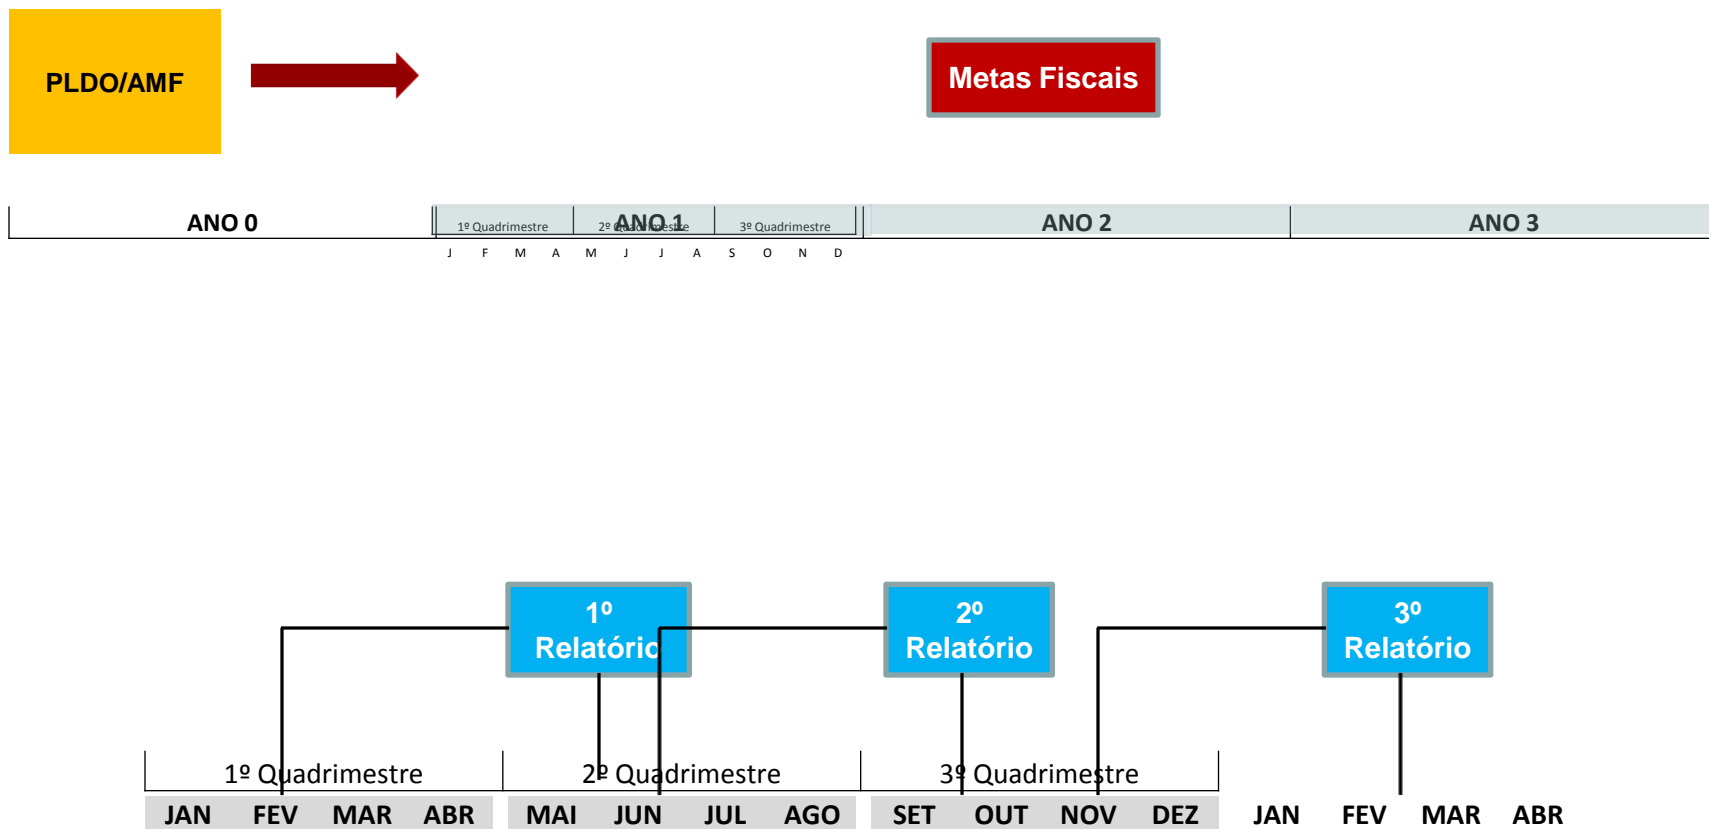 PLDO/AMF
Metas Fiscais
ANO 0
ANO 1
ANO 2
ANO 3
1º Quadrimestre
2º Quadrimestre
3º Quadrimestre
J F M A M J J A S O N D
1º
Relatório
2º
Relatório
3º
Relatório
1º Quadrimestre
2º Quadrimestre
3º Quadrimestre
JAN FEV MAR ABR MAI JUN JUL AGO SET OUT NOV DEZ JAN FEV MAR ABR